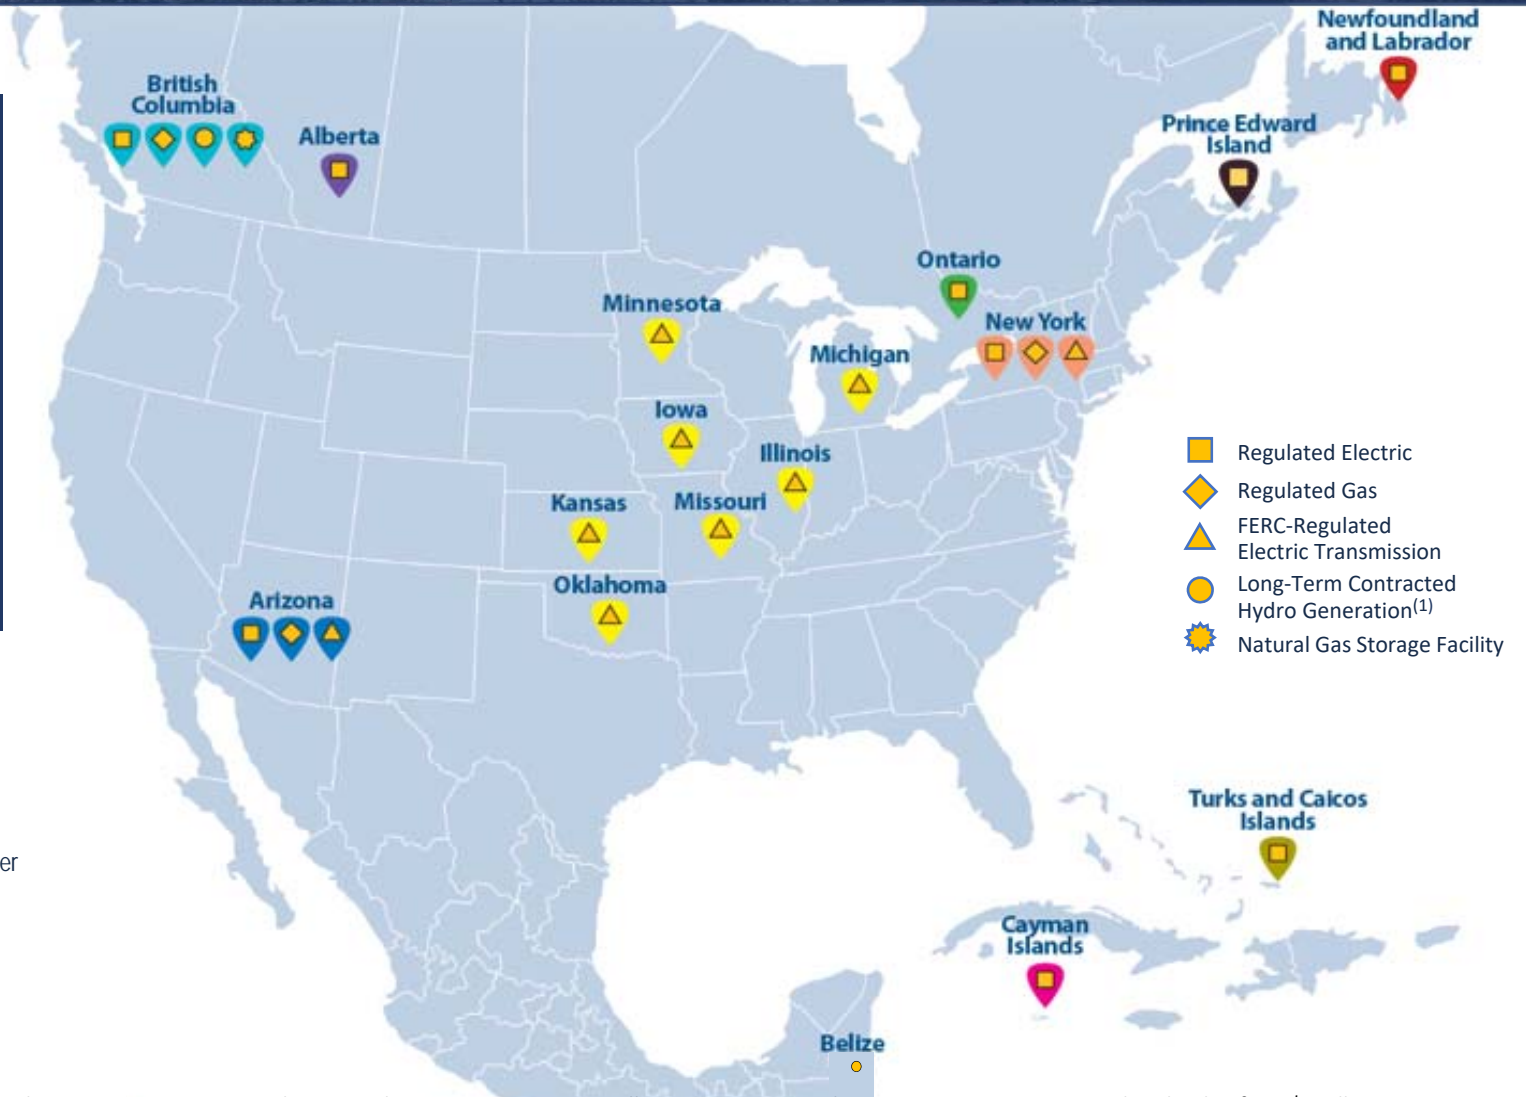 Newfoundland
and Labrador
British
Columbia
Alberta
Prince Edward
Island
Ontario
Minnesota
New York
Michigan
Iowa
Illinois
Kansas
Missouri
Oklahoma
Arizona
Regulated Electric
Regulated Gas
FERC-Regulated
Electric Transmission
Long-Term Contracted
Hydro Generation(1)
Natural Gas Storage Facility
Turks and Caicos
Islands
er
Cayman
Islands
Belize